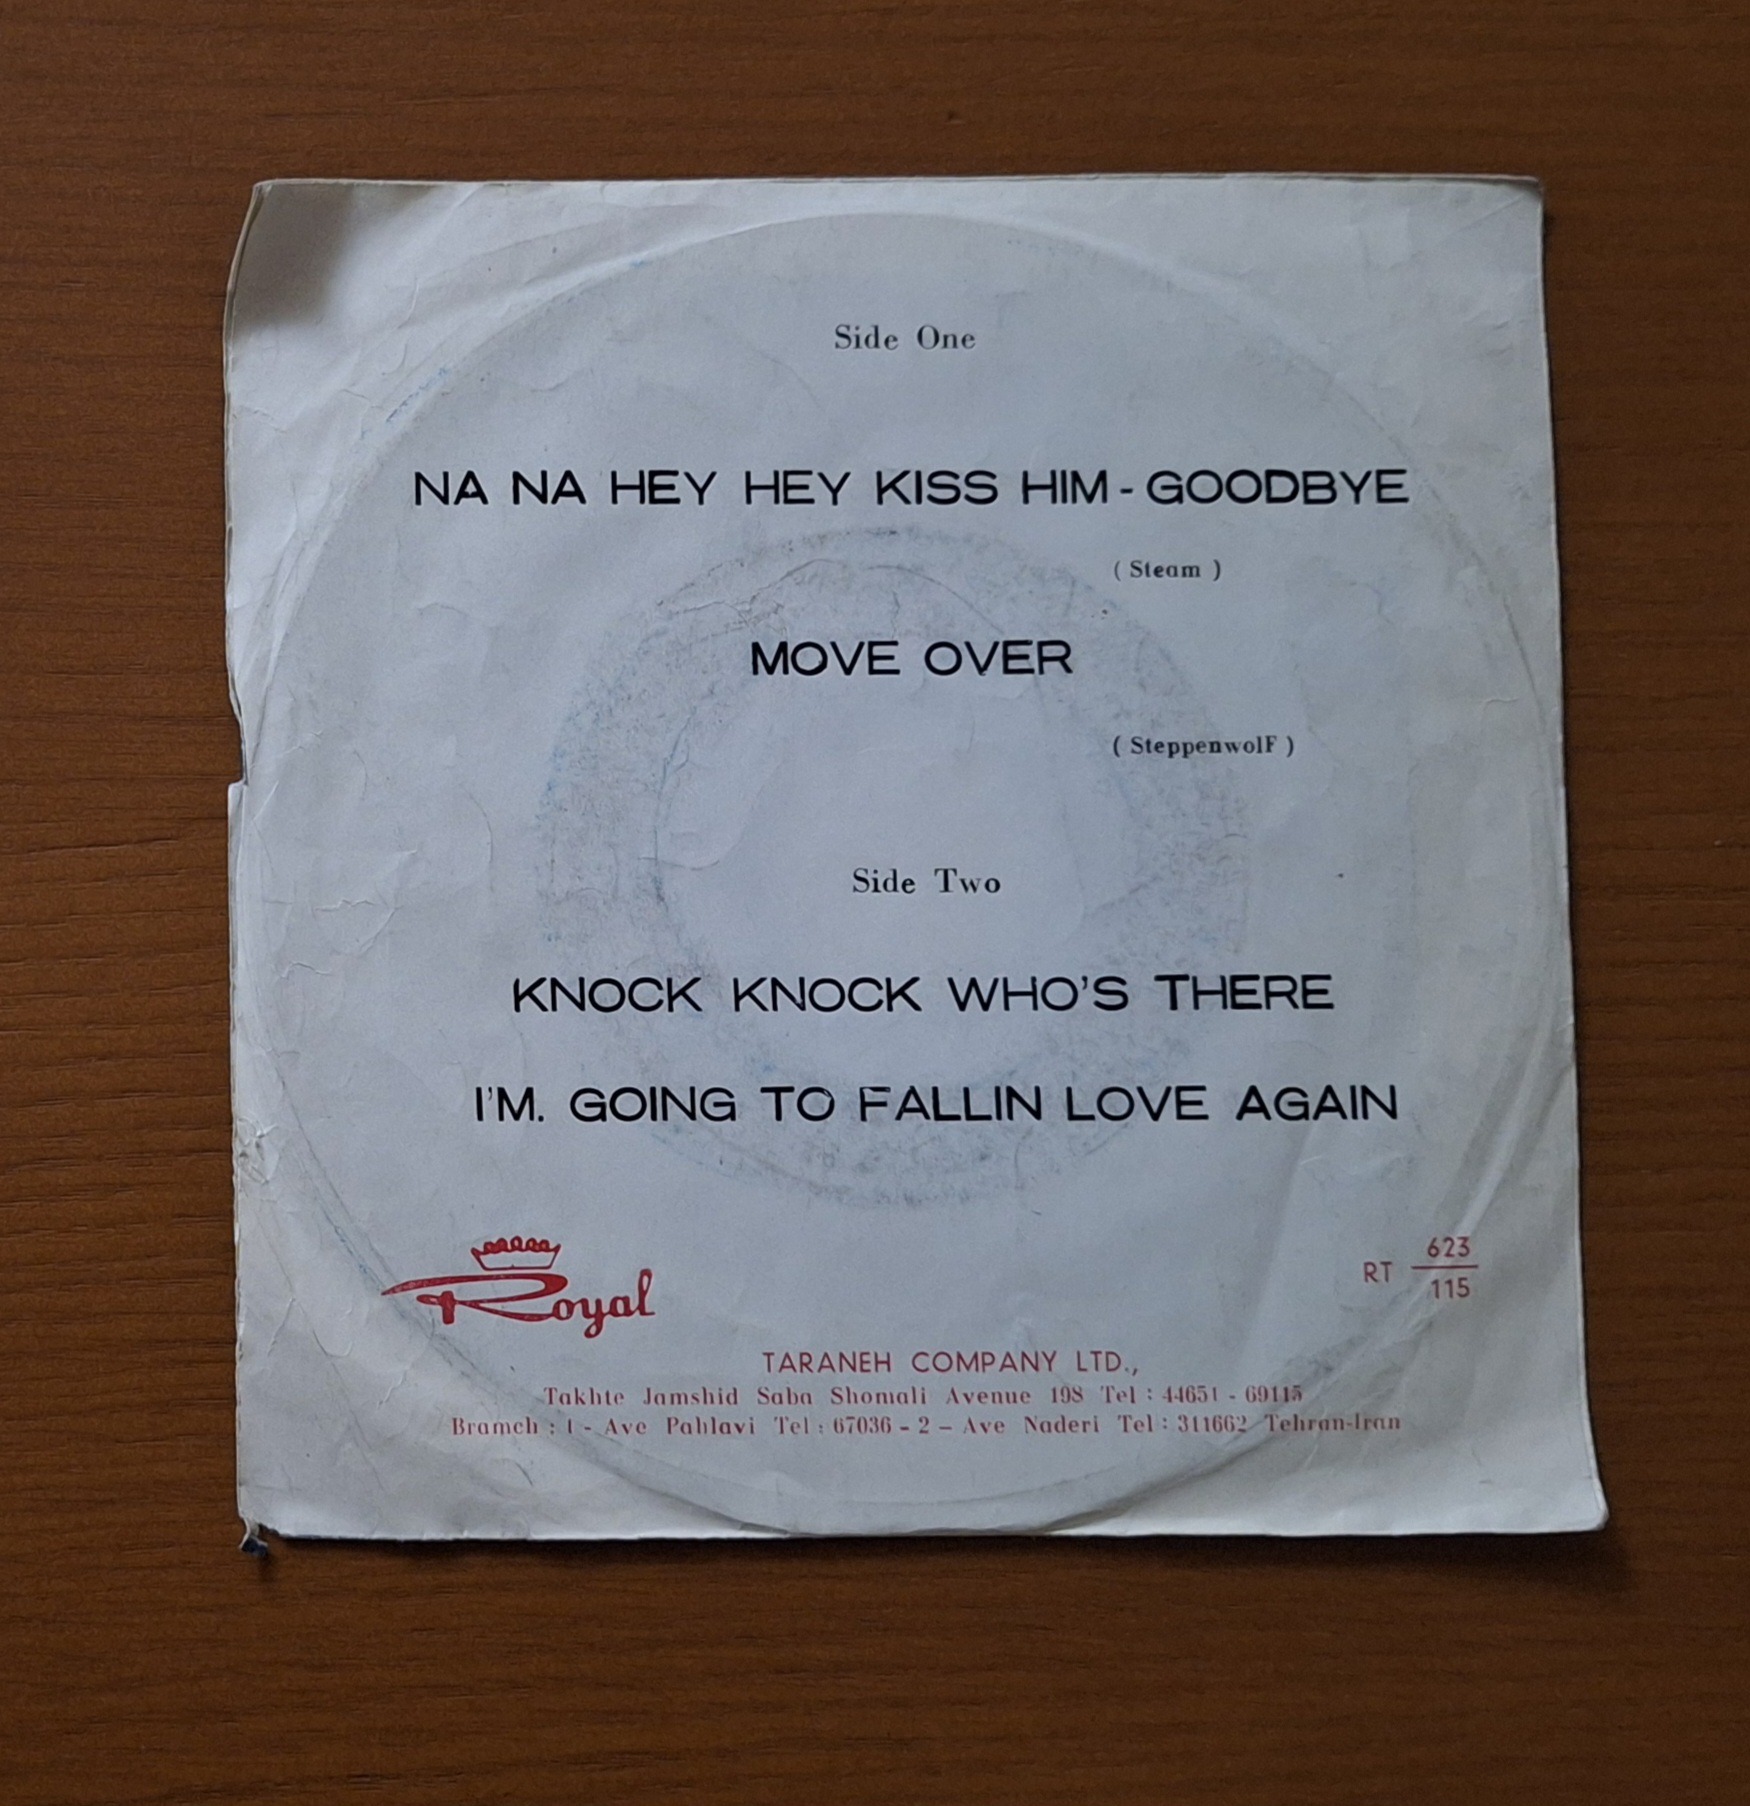 Side One
NA NA HEY HEY KISS HIM - GOODBYE
( Steam )
MOVE OVER
( SteppenwolF )
Side Two
KNOCK KNOCK WHO'S THERE
I'M. GOING TO FALLIN LOVE AGAIN
Royal
RT 623
115
TARANEH COMPANY LTD.,
Takhte Jamshid Saba Shomali Avenue 198 Tel : 44651 - 69115
Bramch : 1 - Ave Pahlavi Tel : 67036 - 2 - Ave Naderi Tel : 311662 Tehran-Iran